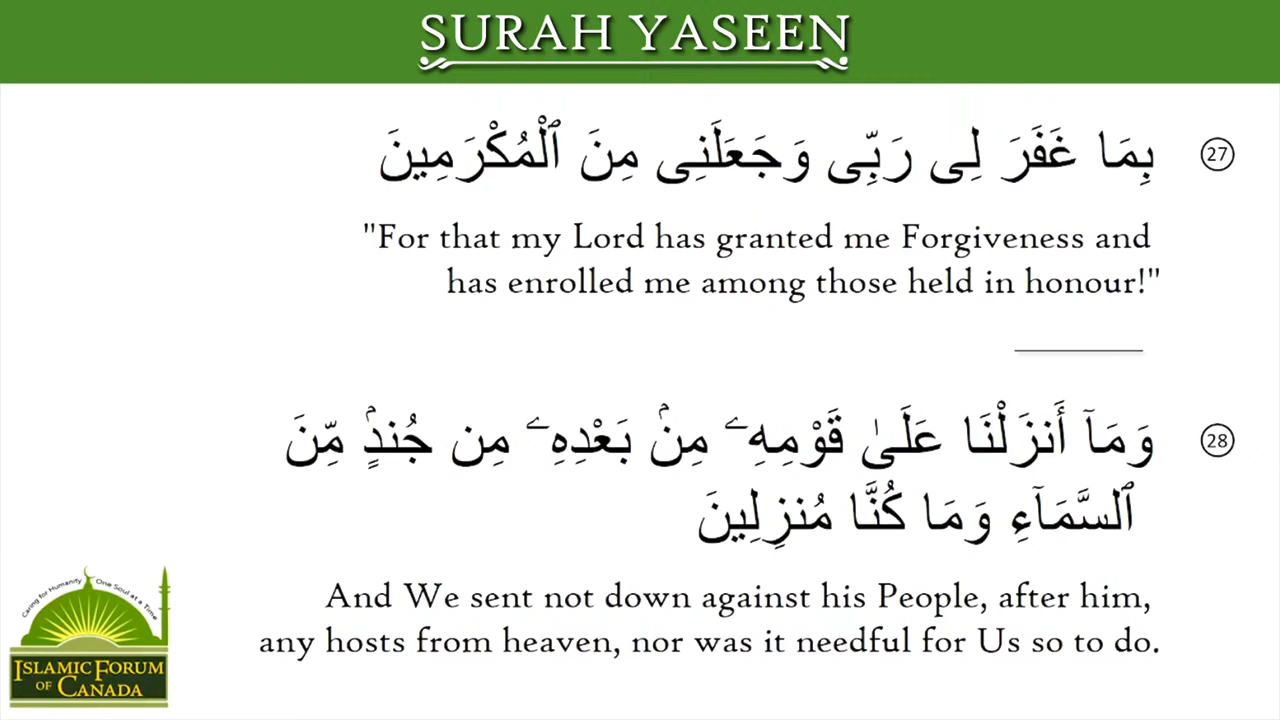 SURAH YASEEN
بِمَا غَفَرَ لِى رَبِّى وَجَعَلَنِى مِنَ ٱلْمُكْرَمِينَ ㉗
"For that my Lord has granted me Forgiveness and
has enrolled me among those held in honour!"
وَمَآ أَنزَلْنَا عَلَىٰ قَوْمِهِۦ مِنۢ بَعْدِهِۦ مِن جُندٍۢ مِّنَ ㉘
ٱلسَّمَآءِ وَمَا كُنَّا مُنزِلِينَ
And We sent not down against his People, after him,
any hosts from heaven, nor was it needful for Us so to do.
Caring for Humanity One Soul at a Time
ISLAMIC FORUM
OF CANADA